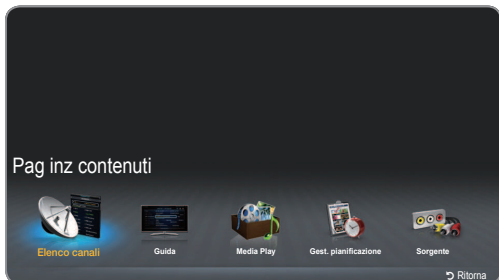 Pag inz contenuti
Elenco canali Guida Media Play Gest. pianificazione Sorgente
Ritorna